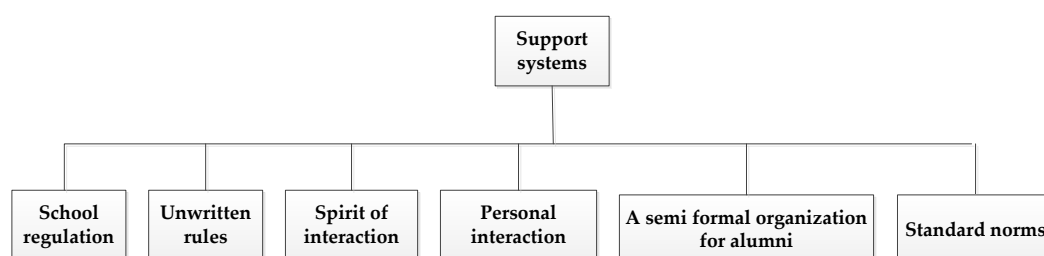 Support
systems
School
regulation
Unwritten
rules
Spirit of
interaction
Personal
interaction
A semi formal organization
for alumni
Standard norms